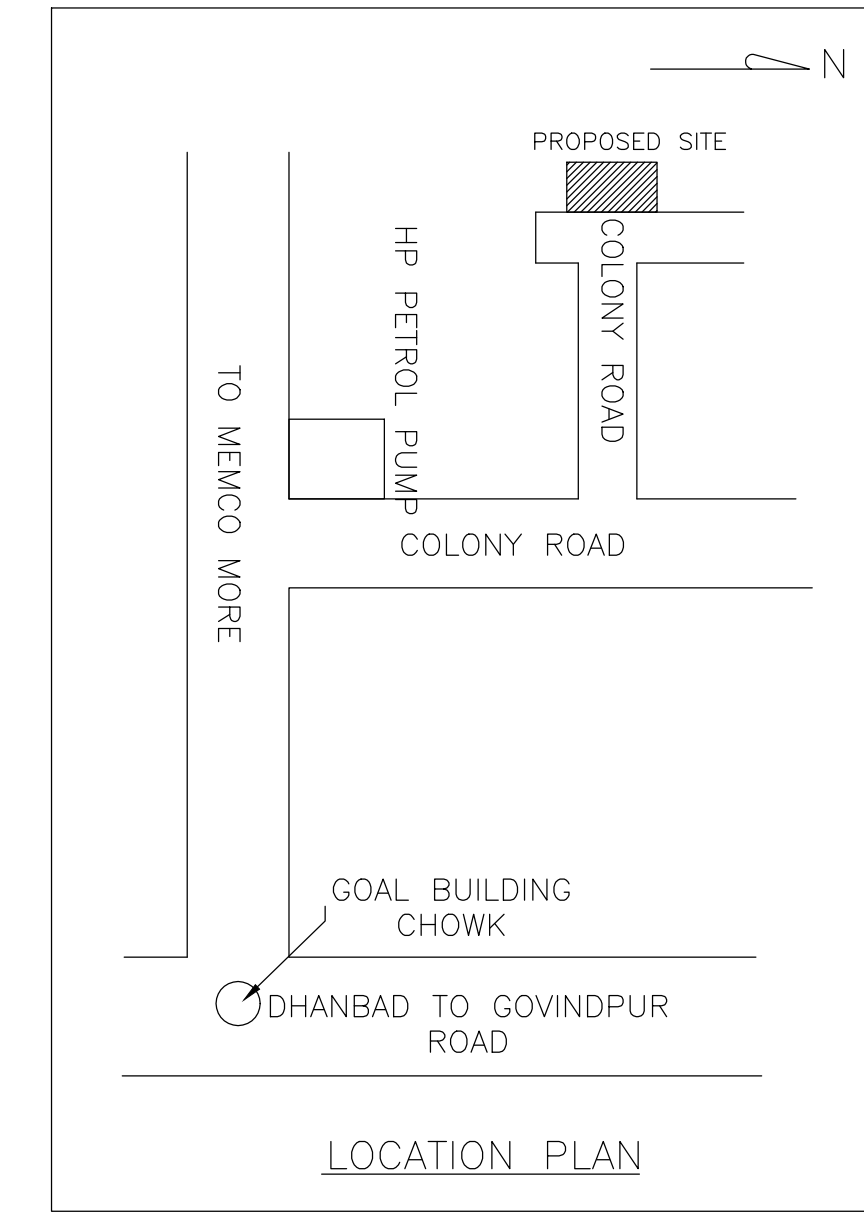 N
PROPOSED SITE
COLONY ROAD
HP PETROL PUMP
TO MEMCO MORE
COLONY ROAD
GOAL BUILDING
CHOWK
DHANBAD TO GOVINDPUR
ROAD
LOCATION PLAN